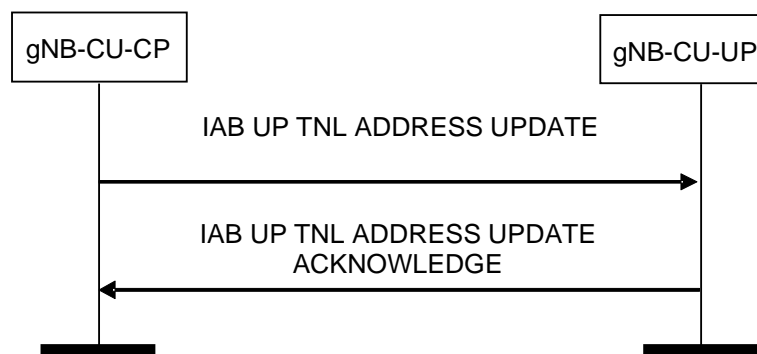 gNB-CU-CP
gNB-CU-UP
IAB UP TNL ADDRESS UPDATE
IAB UP TNL ADDRESS UPDATE
ACKNOWLEDGE